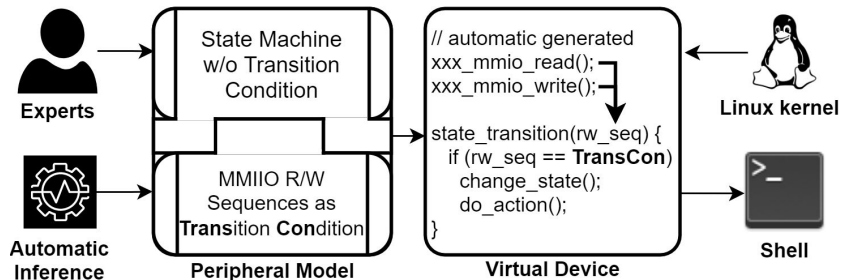 Experts
Automatic
Inference
State Machine
w/o Transition
Condition
MMIIO R/W
Sequences as
Transition Condition
Peripheral Model
// automatic generated
xxx_mmio_read();
xxx_mmio_write();
state_transition(rw_seq) {
if (rw_seq == TransCon)
change_state();
do_action();
}
Virtual Device
Linux kernel
>_
Shell